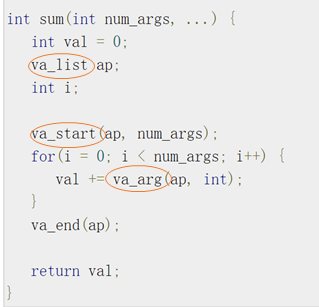 int sum(int num_args, ...) {
int val = 0;
va_list ap;
int i;
va_start(ap, num_args);
for(i = 0; i < num_args; i++) {
val += va_arg(ap, int);
}
va_end(ap);
return val;
}